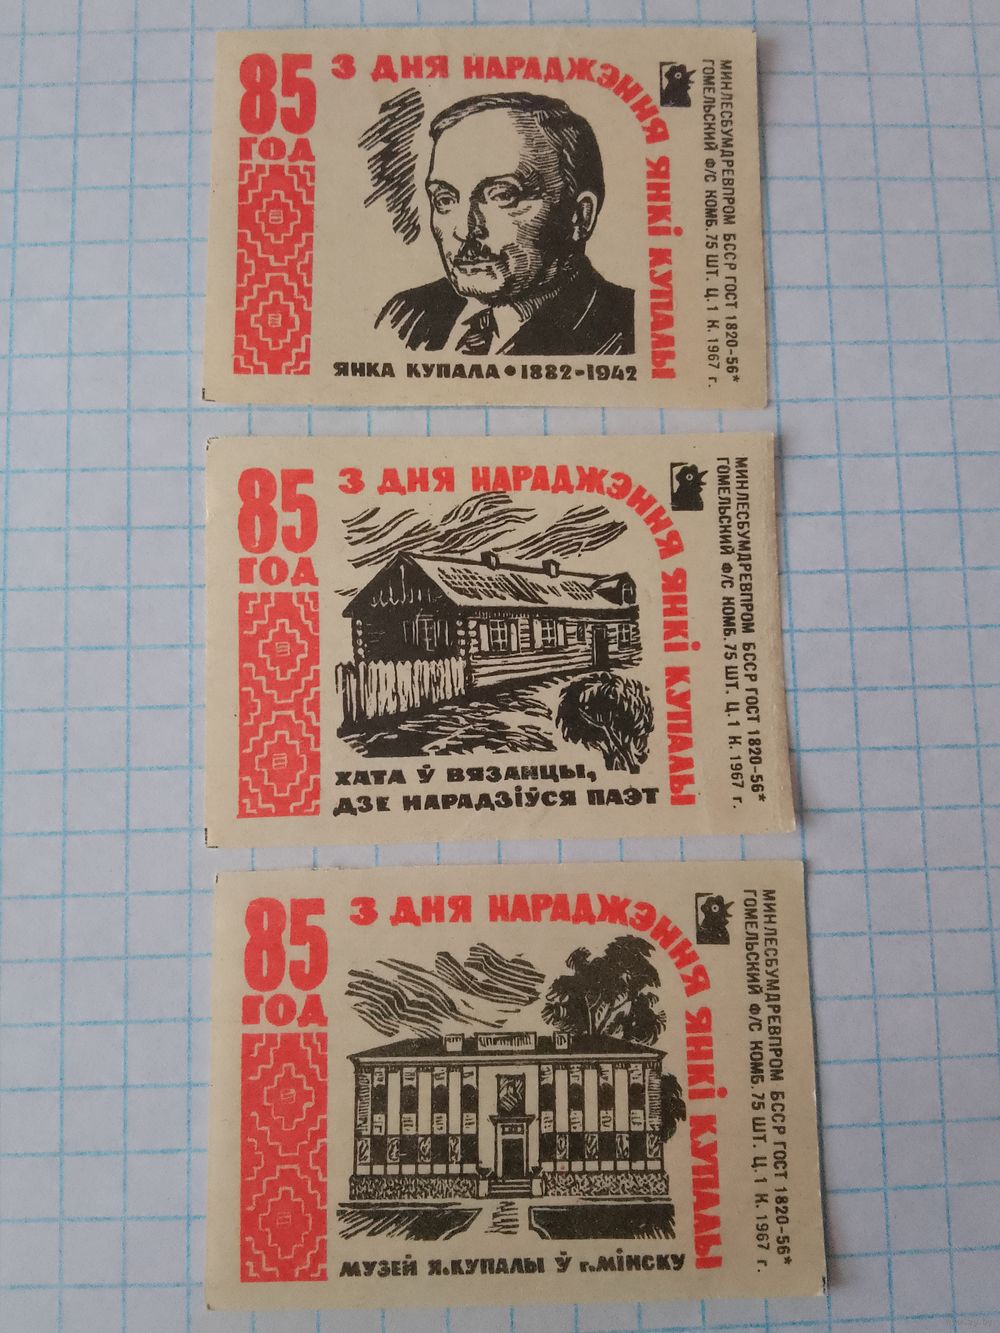 85
ГОД
З ДНЯ НАРАДЖЭННЯ ЯНКІ КУПАЛЫ
ЯНКА КУПАЛА • 1882-1942
МИНЛЕСБУМДРЕВПРОМ БССР ГОСТ 1820-56*
ГОМЕЛЬСКИЙ Ф/С КОМБ. 75 ШТ. Ц. 1 К. 1967 г.
85
ГОД
З ДНЯ НАРАДЖЭННЯ ЯНКІ КУПАЛЫ
ХАТА Ў ВЯЗАНЦЫ,
ДЗЕ НАРАДЗІЎСЯ ПАЭТ
МИНЛЕСБУМДРЕВПРОМ БССР ГОСТ 1820-56*
ГОМЕЛЬСКИЙ Ф/С КОМБ. 75 ШТ. Ц. 1 К. 1967 г.
85
ГОД
З ДНЯ НАРАДЖЭННЯ ЯНКІ КУПАЛЫ
МУЗЕЙ Я.КУПАЛЫ Ў г.МІНСКУ
МИНЛЕСБУМДРЕВПРОМ БССР ГОСТ 1820-56*
ГОМЕЛЬСКИЙ Ф/С КОМБ. 75 ШТ. Ц. 1 К. 1967 г.